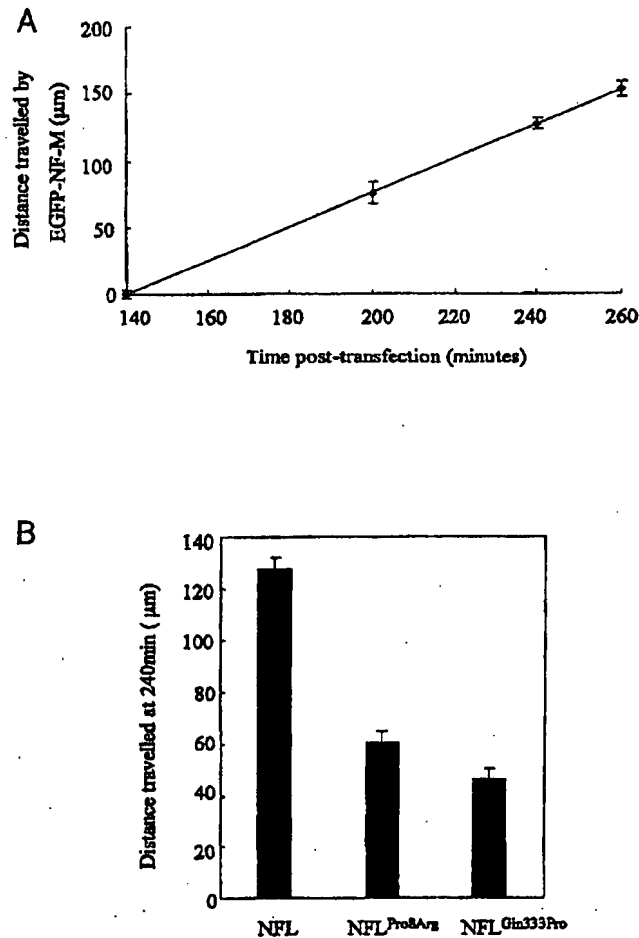 A
Distance travelled by
EGFP-NF-M (µm)
200
150
100
50
0
140 160 180 200 220 240 260
Time post-transfection (minutes)
B
Distance travelled at 240min ( µm)
140
120
100
80
60
40
20
0
NFL NFLPro8Arg NFLGln333Pro